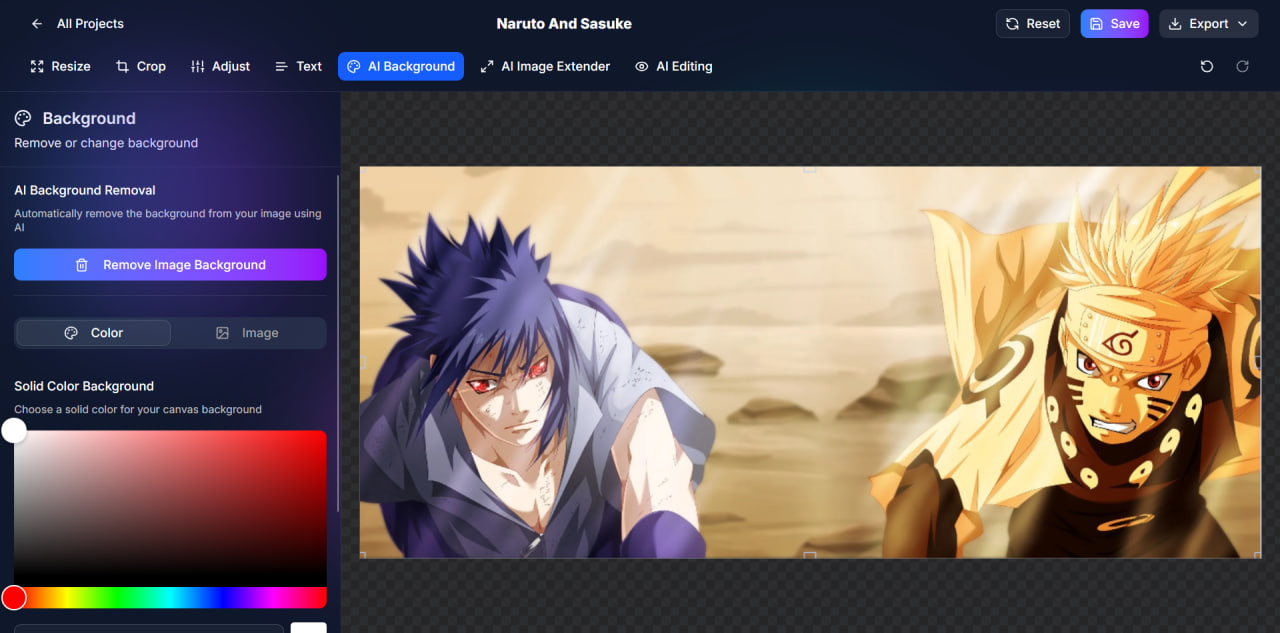 All Projects
Naruto And Sasuke
Reset
Save
Export
Resize
Crop
Adjust
Text
AI Background
AI Image Extender
AI Editing
Background
Remove or change background
AI Background Removal
Automatically remove the background from your image using
AI
Remove Image Background
Color
Image
Solid Color Background
Choose a solid color for your canvas background